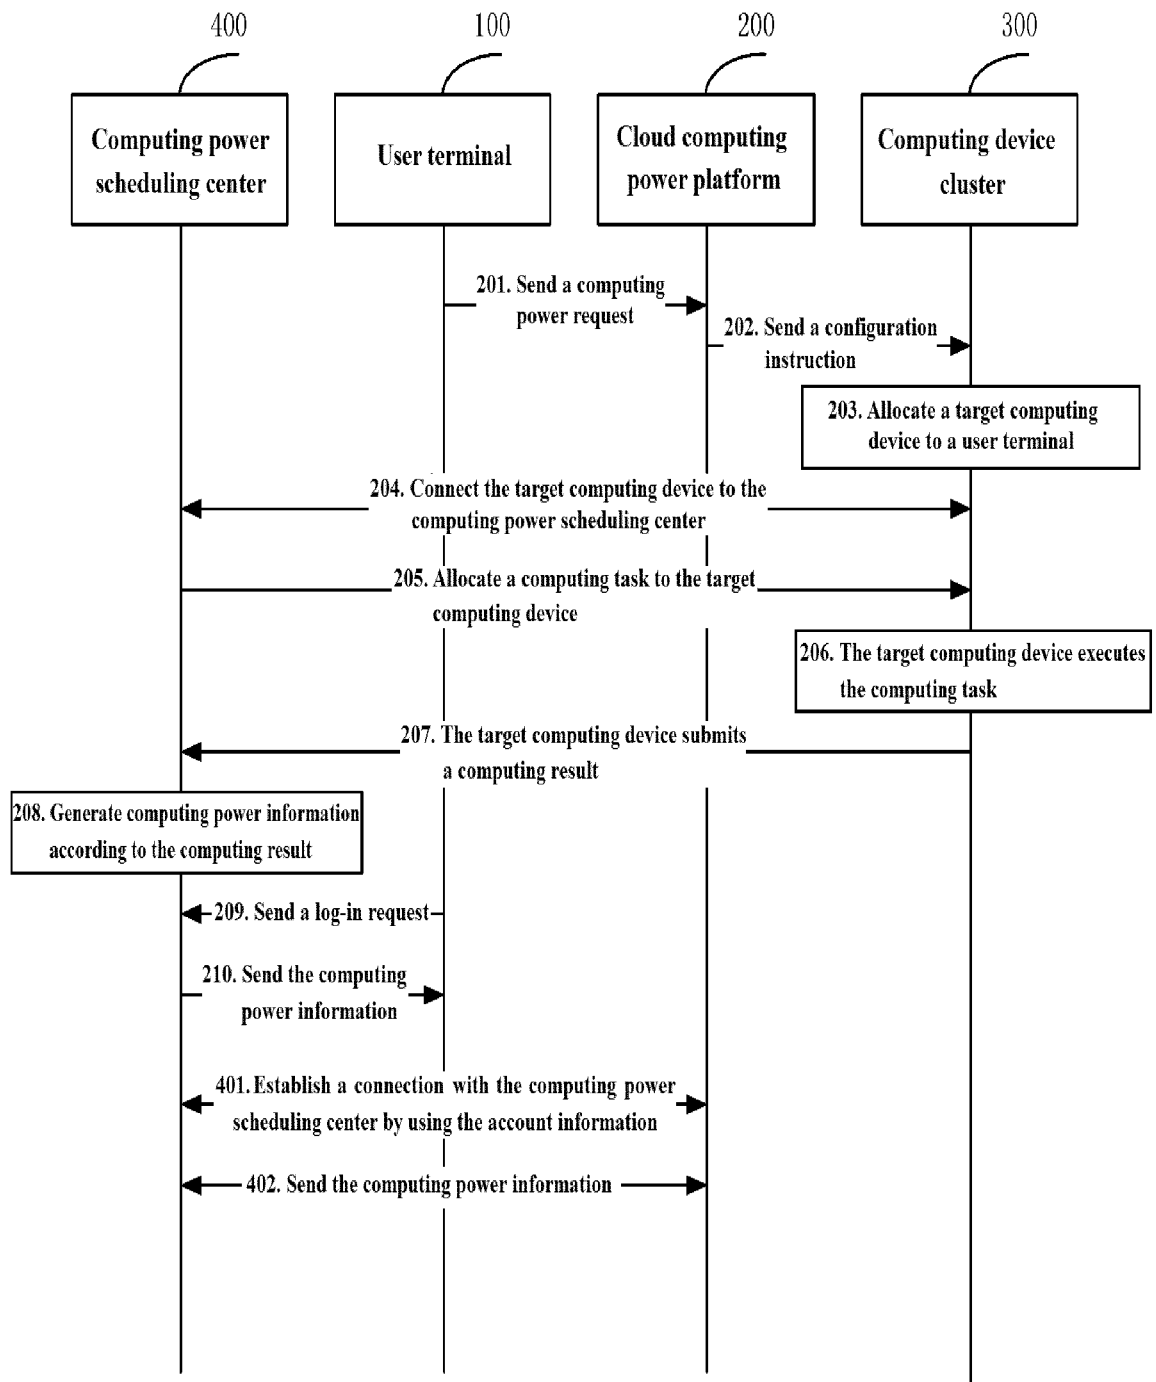 400
100
200
300
Computing power
scheduling center
User terminal
Cloud computing
power platform
Computing device
cluster
201. Send a computing
power request
202. Send a configuration
instruction
203. Allocate a target computing
device to a user terminal
204. Connect the target computing device to the
computing power scheduling center
205. Allocate a computing task to the target
computing device
206. The target computing device executes
the computing task
207. The target computing device submits
a computing result
208. Generate computing power information
according to the computing result
209. Send a log-in request
210. Send the computing
power information
401. Establish a connection with the computing power
scheduling center by using the account information
402. Send the computing power information